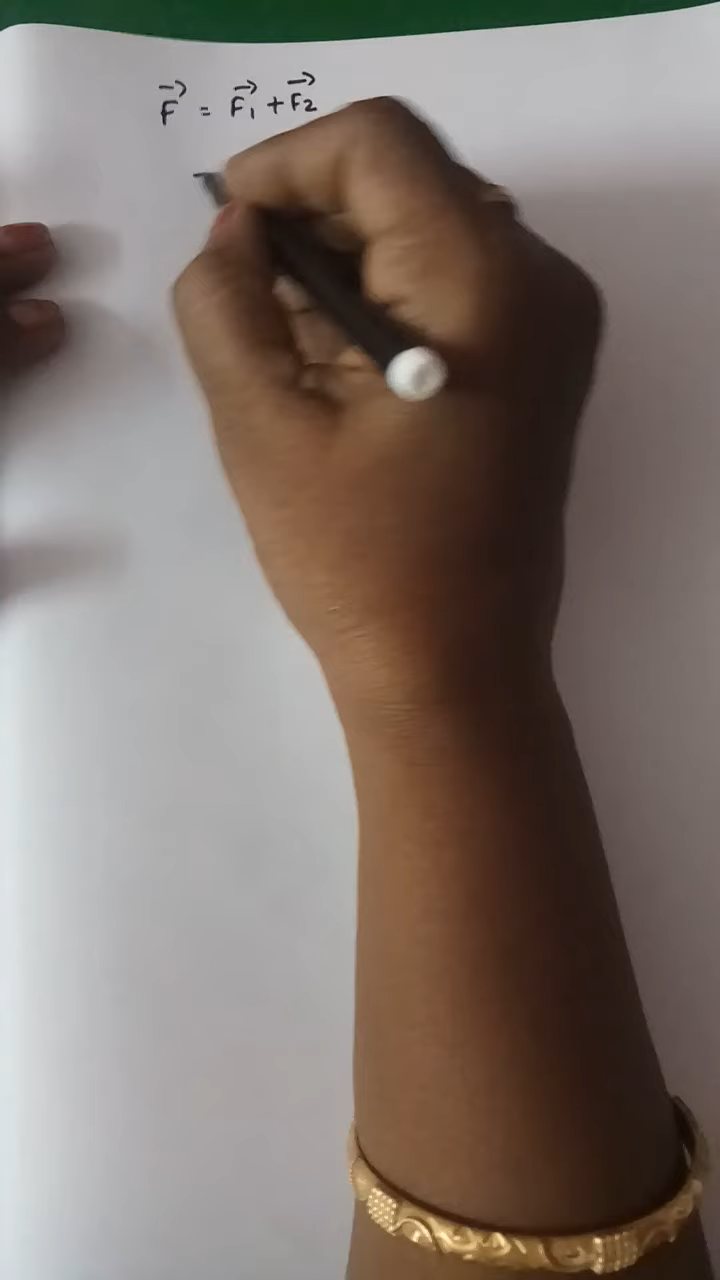 F⃗ = F⃗₁ + F⃗₂